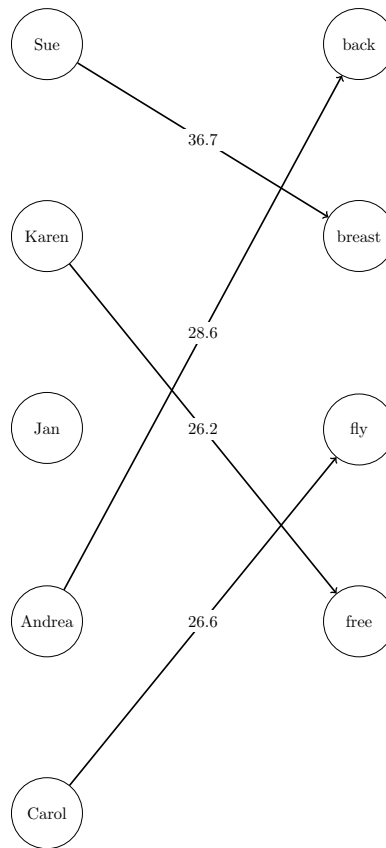 Sue
back
36.7
Karen
breast
28.6
Jan
26.2
fly
Andrea
26.6
free
Carol